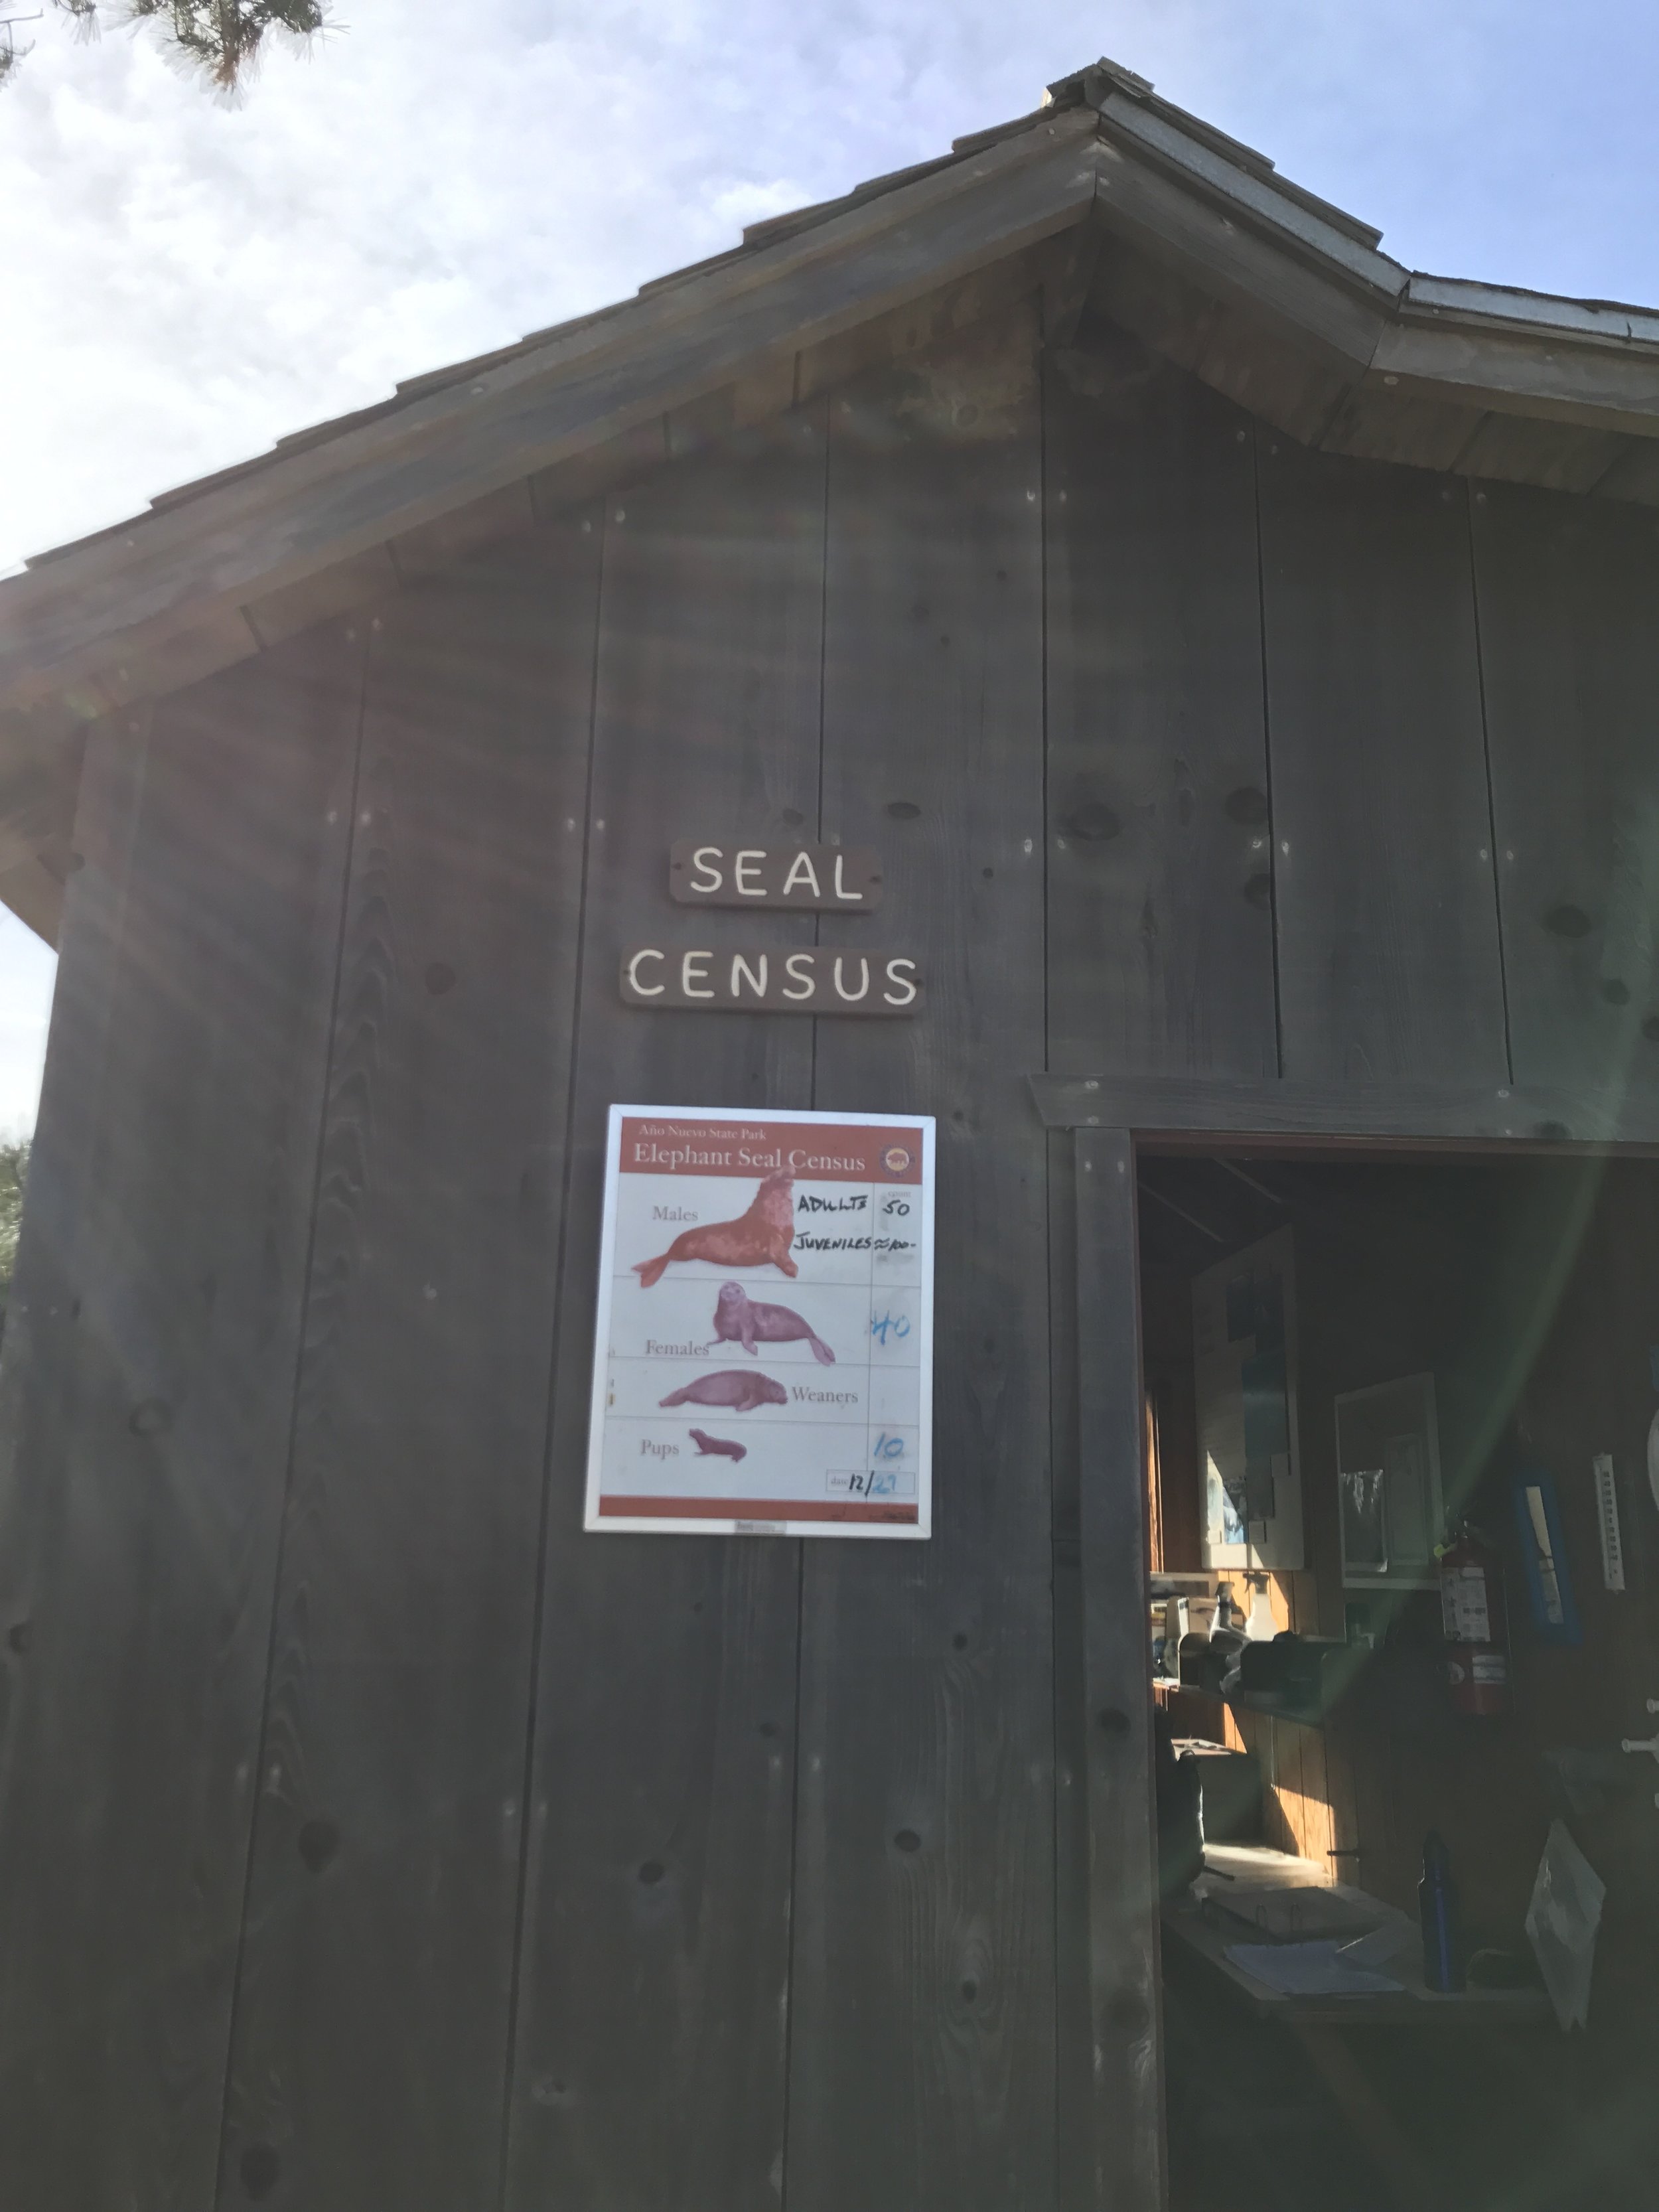 SEAL
CENSUS
Año Nuevo State Park
Elephant Seal Census
Males
ADULTS 50
JUVENILES ≈100-
Females 40
Weaners
Pups 10
date 12/27